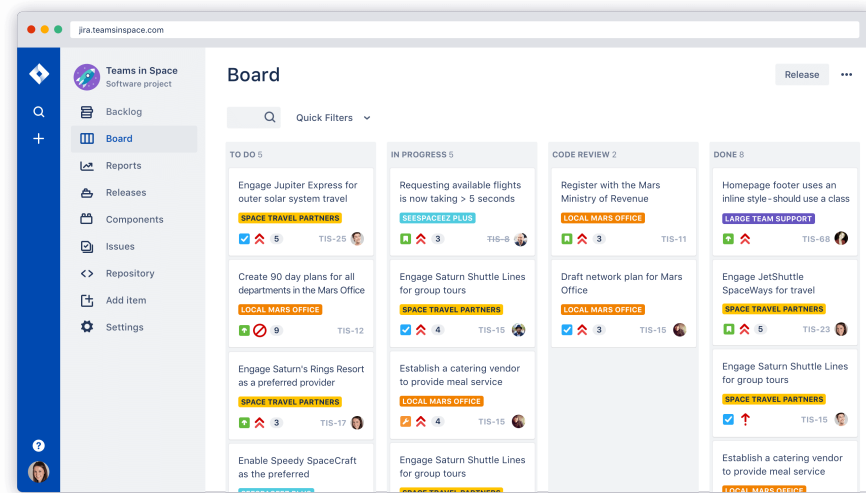 jira.teamsinspace.com
Teams in Space
Software project
Backlog
Board
Reports
Releases
Components
Issues
Repository
Add item
Settings
?
Board
Release
Quick Filters
TO DO 5
Engage Jupiter Express for
outer solar system travel
SPACE TRAVEL PARTNERS
5
TIS-25
Create 90 day plans for all
departments in the Mars Office
LOCAL MARS OFFICE
9
TIS-12
Engage Saturn's Rings Resort
as a preferred provider
SPACE TRAVEL PARTNERS
3
TIS-17
Enable Speedy SpaceCraft
as the preferred
SEESPACEEZ PLUS
IN PROGRESS 5
Requesting available flights
is now taking > 5 seconds
SEESPACEEZ PLUS
3
TIS-8
Engage Saturn Shuttle Lines
for group tours
SPACE TRAVEL PARTNERS
4
TIS-15
Establish a catering vendor
to provide meal service
LOCAL MARS OFFICE
4
TIS-15
Engage Saturn Shuttle Lines
for group tours
SPACE TRAVEL PARTNERS
CODE REVIEW 2
Register with the Mars
Ministry of Revenue
LOCAL MARS OFFICE
3
TIS-11
Draft network plan for Mars
Office
LOCAL MARS OFFICE
3
TIS-15
DONE 8
Homepage footer uses an
inline style-should use a class
LARGE TEAM SUPPORT
TIS-68
Engage JetShuttle
SpaceWays for travel
SPACE TRAVEL PARTNERS
5
TIS-23
Engage Saturn Shuttle Lines
for group tours
SPACE TRAVEL PARTNERS
TIS-15
Establish a catering vendor
to provide meal service
LOCAL MARS OFFICE